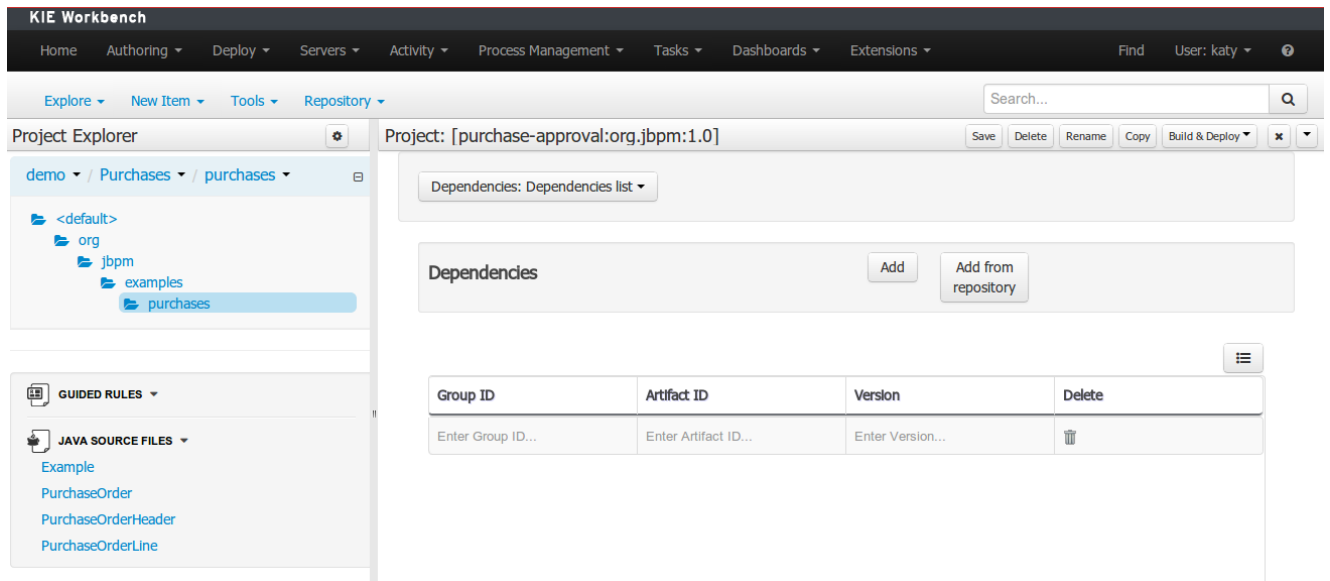 KIE Workbench
Home Authoring Deploy Servers Activity Process Management Tasks Dashboards Extensions Find User: katy
Explore New Item Tools Repository Search...
Project Explorer
Project: [purchase-approval:org.jbpm:1.0] Save Delete Rename Copy Build & Deploy
demo / Purchases / purchases
<default>
org
jbpm
examples
purchases
GUIDED RULES
JAVA SOURCE FILES
Example
PurchaseOrder
PurchaseOrderHeader
PurchaseOrderLine
Dependencies: Dependencies list
Dependencies
Add
Add from
repository
Group ID Artifact ID Version Delete
Enter Group ID... Enter Artifact ID... Enter Version...